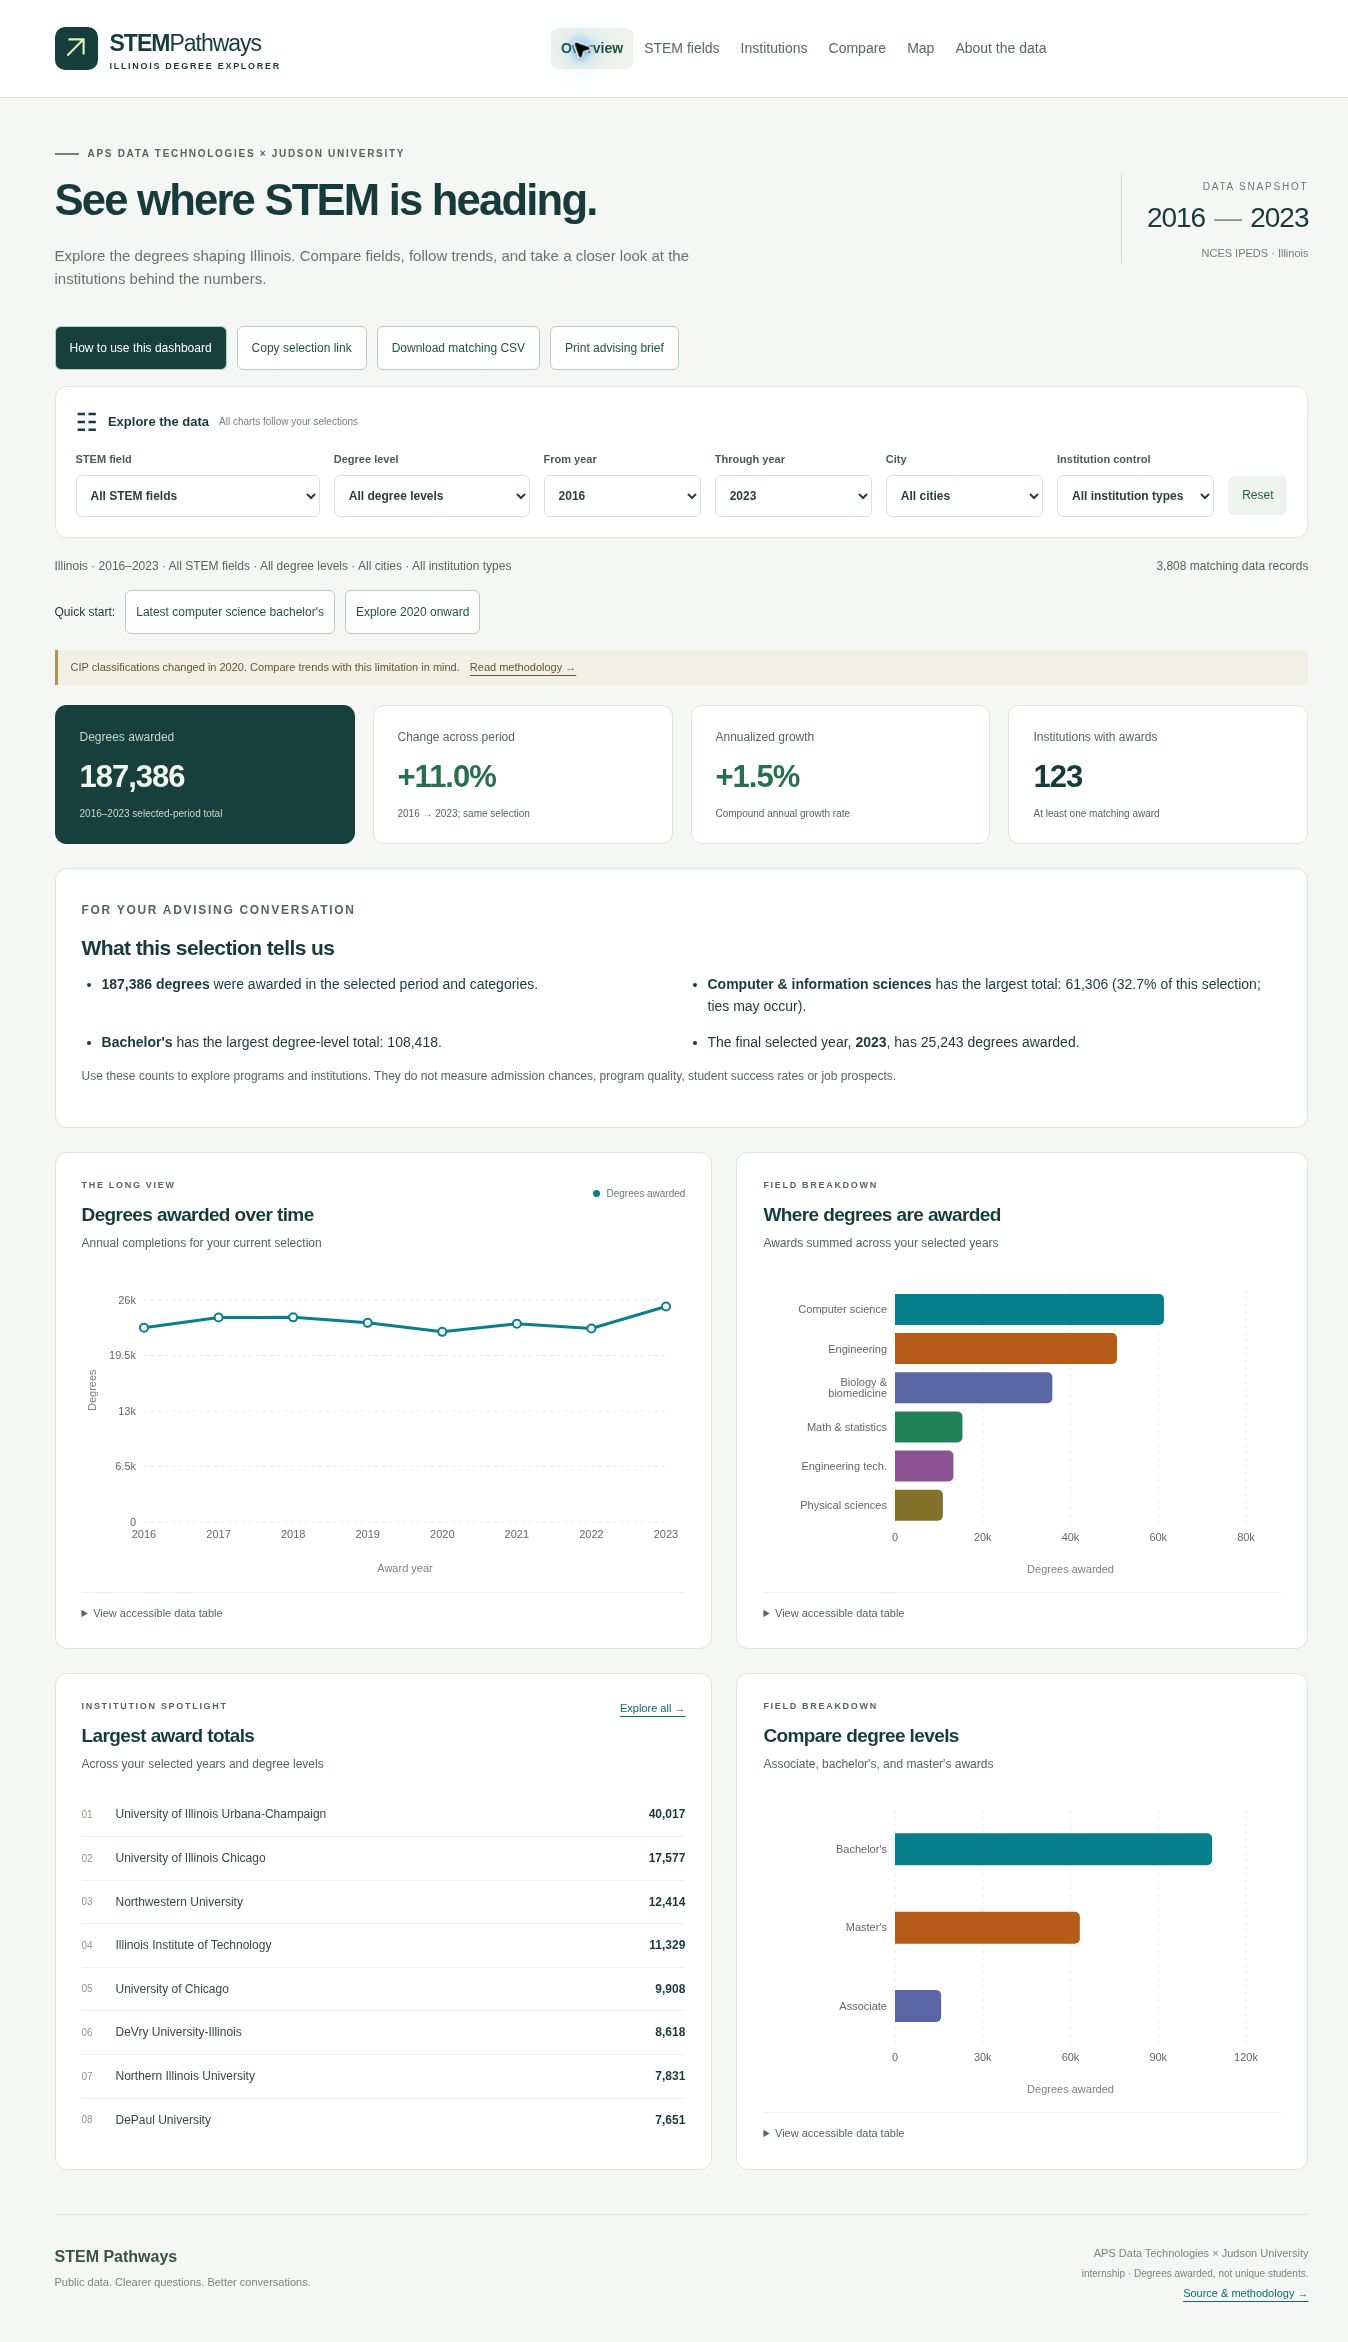 STEMPathways
ILLINOIS DEGREE EXPLORER
Overview
STEM fields
Institutions
Compare
Map
About the data
APS DATA TECHNOLOGIES × JUDSON UNIVERSITY
See where STEM is heading.
Explore the degrees shaping Illinois. Compare fields, follow trends, and take a closer look at the
institutions behind the numbers.
DATA SNAPSHOT
2016 — 2023
NCES IPEDS · Illinois
How to use this dashboard
Copy selection link
Download matching CSV
Print advising brief
Explore the data
All charts follow your selections
STEM field
Degree level
From year
Through year
City
Institution control
All STEM fields
All degree levels
2016
2023
All cities
All institution types
Reset
Illinois · 2016–2023 · All STEM fields · All degree levels · All cities · All institution types
3,808 matching data records
Quick start:
Latest computer science bachelor's
Explore 2020 onward
CIP classifications changed in 2020. Compare trends with this limitation in mind.
Read methodology →
Degrees awarded
187,386
2016–2023 selected-period total
Change across period
+11.0%
2016 → 2023; same selection
Annualized growth
+1.5%
Compound annual growth rate
Institutions with awards
123
At least one matching award
FOR YOUR ADVISING CONVERSATION
What this selection tells us
• 187,386 degrees were awarded in the selected period and categories.
• Computer & information sciences has the largest total: 61,306 (32.7% of this selection;
ties may occur).
• Bachelor's has the largest degree-level total: 108,418.
• The final selected year, 2023, has 25,243 degrees awarded.
Use these counts to explore programs and institutions. They do not measure admission chances, program quality, student success rates or job prospects.
THE LONG VIEW
Degrees awarded over time
Annual completions for your current selection
Degrees awarded
26k
19.5k
13k
6.5k
0
Degrees
2016
2017
2018
2019
2020
2021
2022
2023
Award year
View accessible data table
FIELD BREAKDOWN
Where degrees are awarded
Awards summed across your selected years
Computer science
Engineering
Biology &
biomedicine
Math & statistics
Engineering tech.
Physical sciences
0
20k
40k
60k
80k
Degrees awarded
View accessible data table
INSTITUTION SPOTLIGHT
Explore all →
Largest award totals
Across your selected years and degree levels
01 University of Illinois Urbana-Champaign 40,017
02 University of Illinois Chicago 17,577
03 Northwestern University 12,414
04 Illinois Institute of Technology 11,329
05 University of Chicago 9,908
06 DeVry University-Illinois 8,618
07 Northern Illinois University 7,831
08 DePaul University 7,651
FIELD BREAKDOWN
Compare degree levels
Associate, bachelor's, and master's awards
Bachelor's
Master's
Associate
0
30k
60k
90k
120k
Degrees awarded
View accessible data table
STEM Pathways
Public data. Clearer questions. Better conversations.
APS Data Technologies × Judson University
internship · Degrees awarded, not unique students.
Source & methodology →